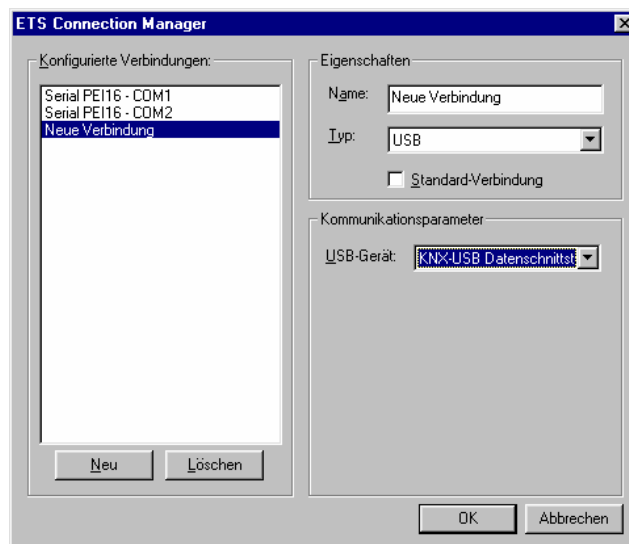 ETS Connection Manager
Konfigurierte Verbindungen:
Serial PEI16 - COM1
Serial PEI16 - COM2
Neue Verbindung
Neu
Löschen
Eigenschaften
Name:
Neue Verbindung
Typ:
USB
Standard-Verbindung
Kommunikationsparameter
USB-Gerät:
KNX-USB Datenschnittst
OK
Abbrechen